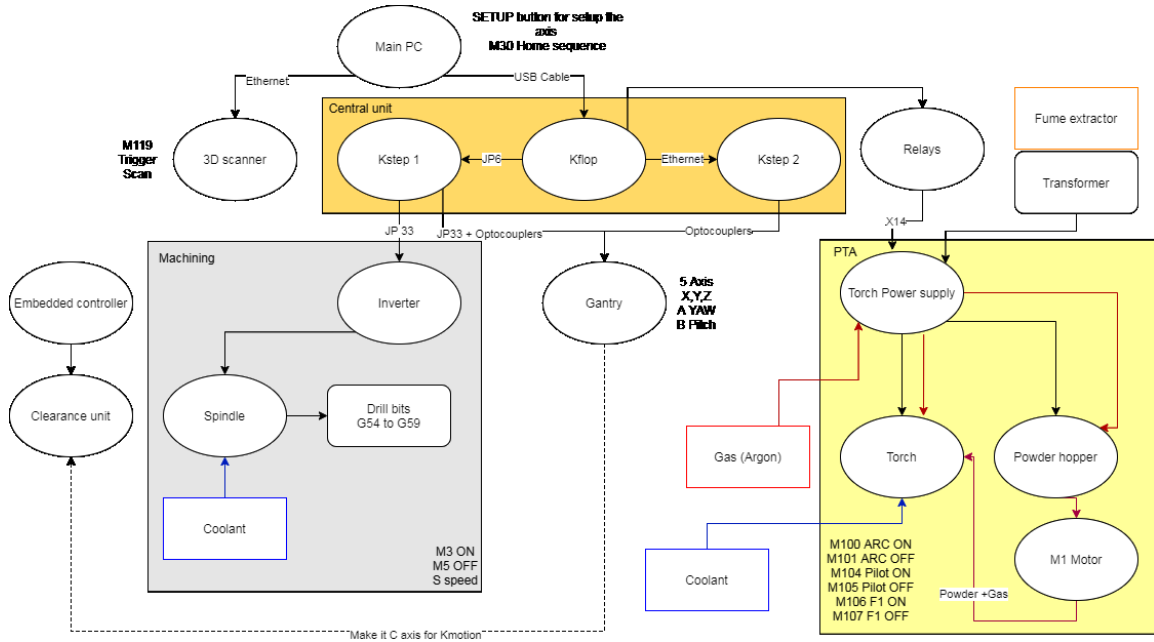 SETUP button for setup the
axis
M30 Home sequence
Main PC
Ethernet
USB Cable
Central unit
Fume extractor
M119
Trigger
Scan
3D scanner
Kstep 1
JP6
Kflop
Ethernet
Kstep 2
Relays
Transformer
X14
JP 33
JP33 + Optocouplers
Optocouplers
Machining
PTA
Embedded controller
Inverter
Gantry
5 Axis
X,Y,Z
A YAW
B Pitch
Torch Power supply
Clearance unit
Spindle
Drill bits
G54 to G59
Gas (Argon)
Torch
Powder hopper
Coolant
M3 ON
M5 OFF
S speed
Coolant
M100 ARC ON
M101 ARC OFF
M104 Pilot ON
M105 Pilot OFF
M106 F1 ON
M107 F1 OFF
M1 Motor
Powder +Gas
Make it C axis for Kmotion